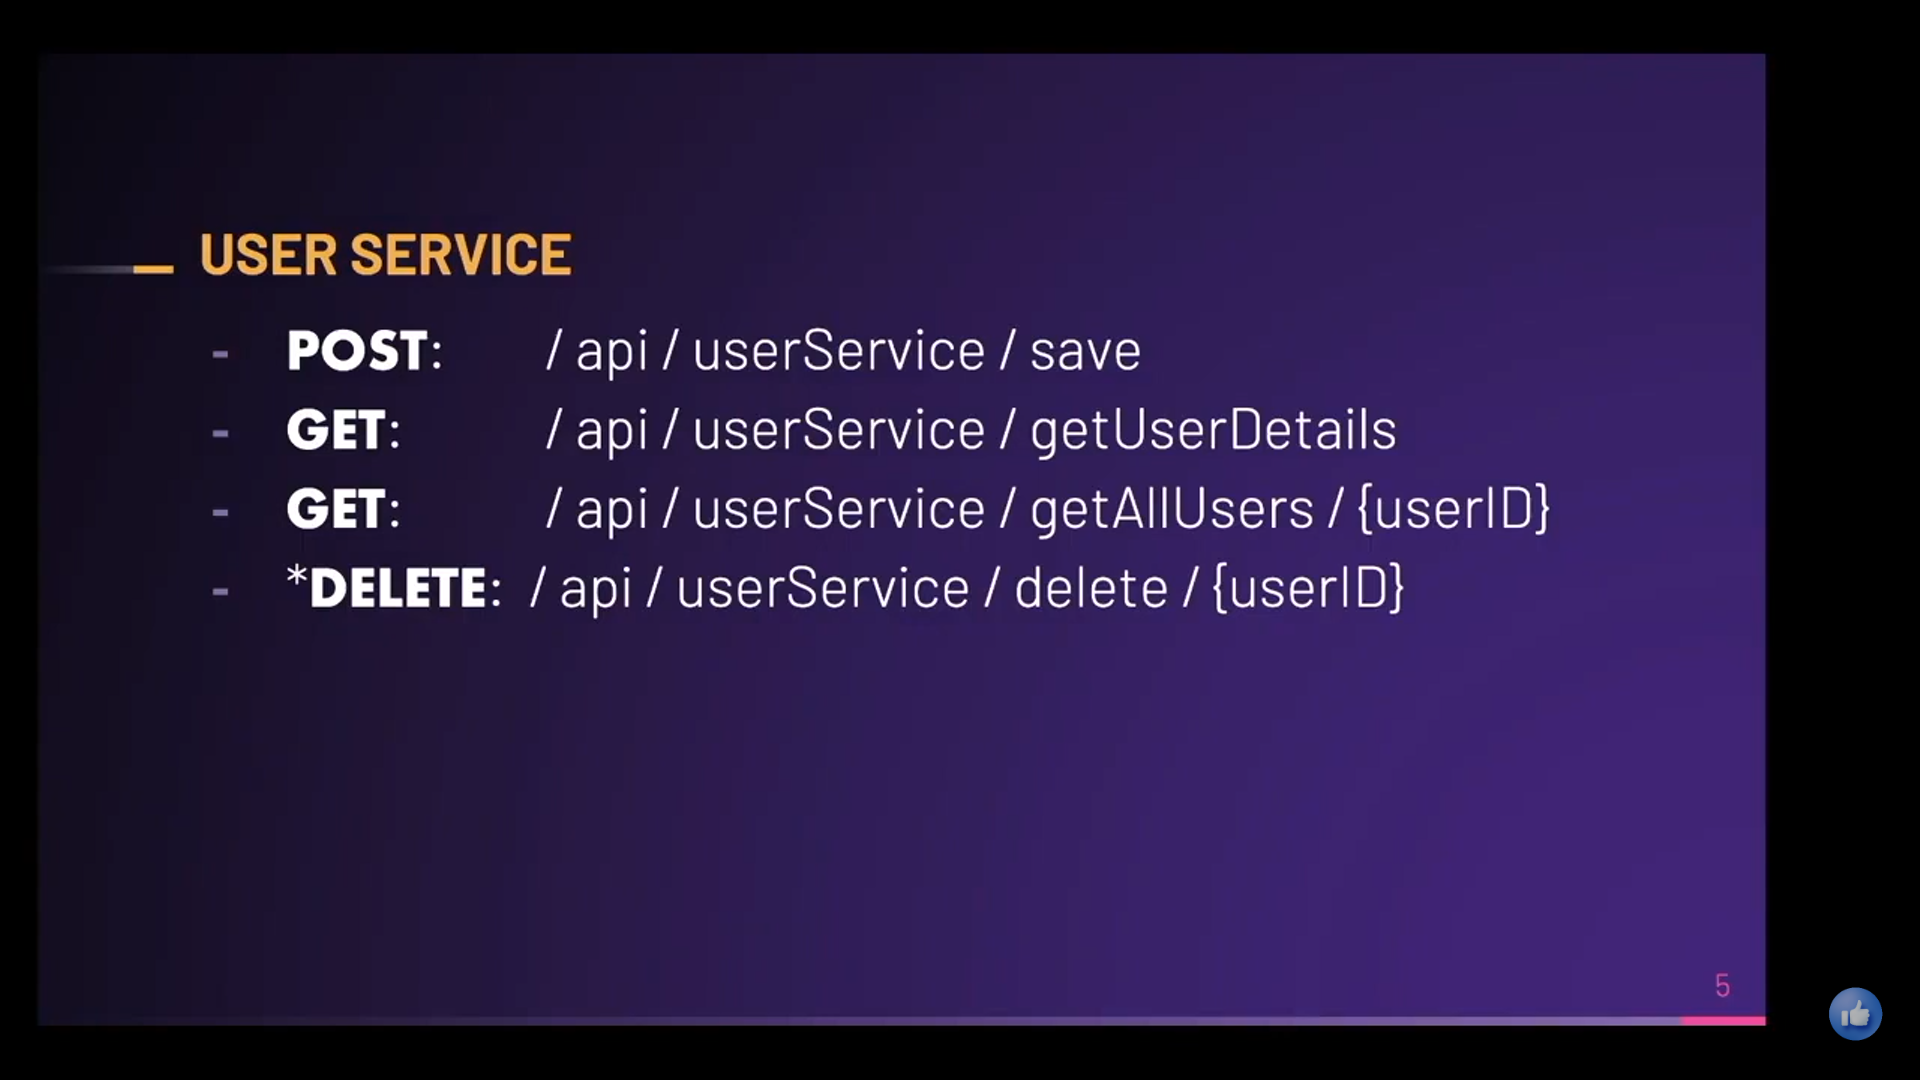 USER SERVICE
- POST: / api / userService / save
- GET: / api / userService / getUserDetails
- GET: / api / userService / getAllUsers / {userID}
- *DELETE: / api / userService / delete / {userID}
5